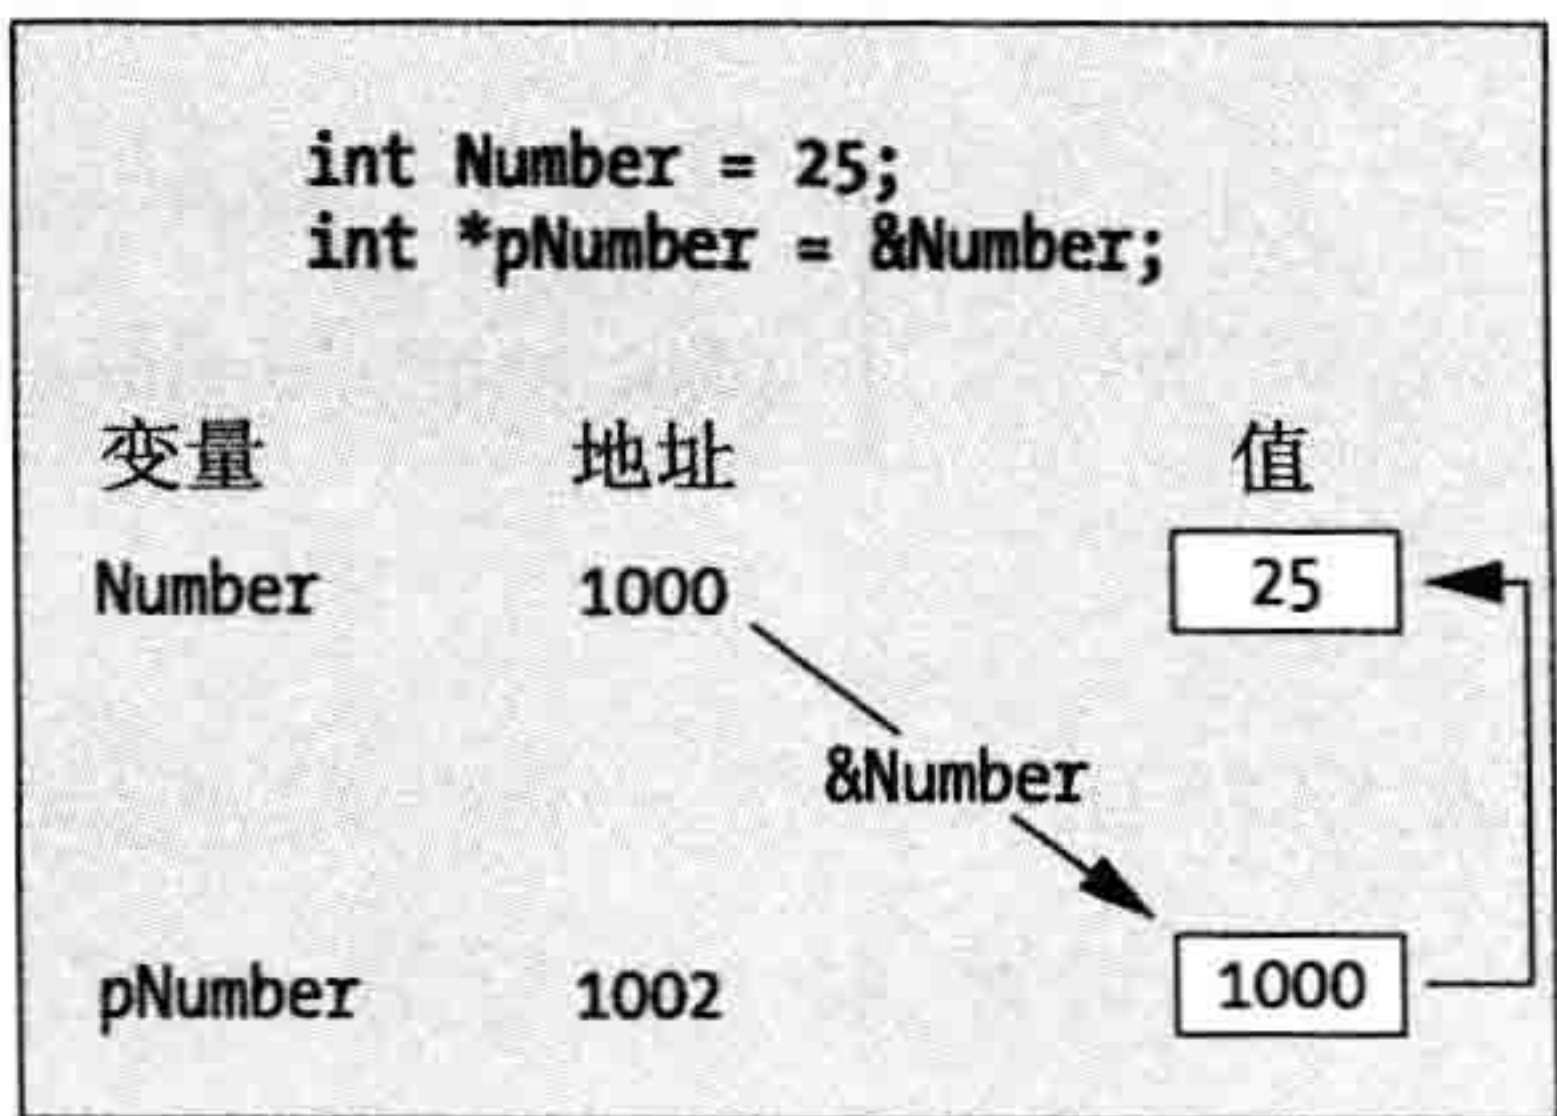 int Number = 25;
int *pNumber = &Number;
变量 地址 值
Number 1000 25
&Number
pNumber 1002 1000